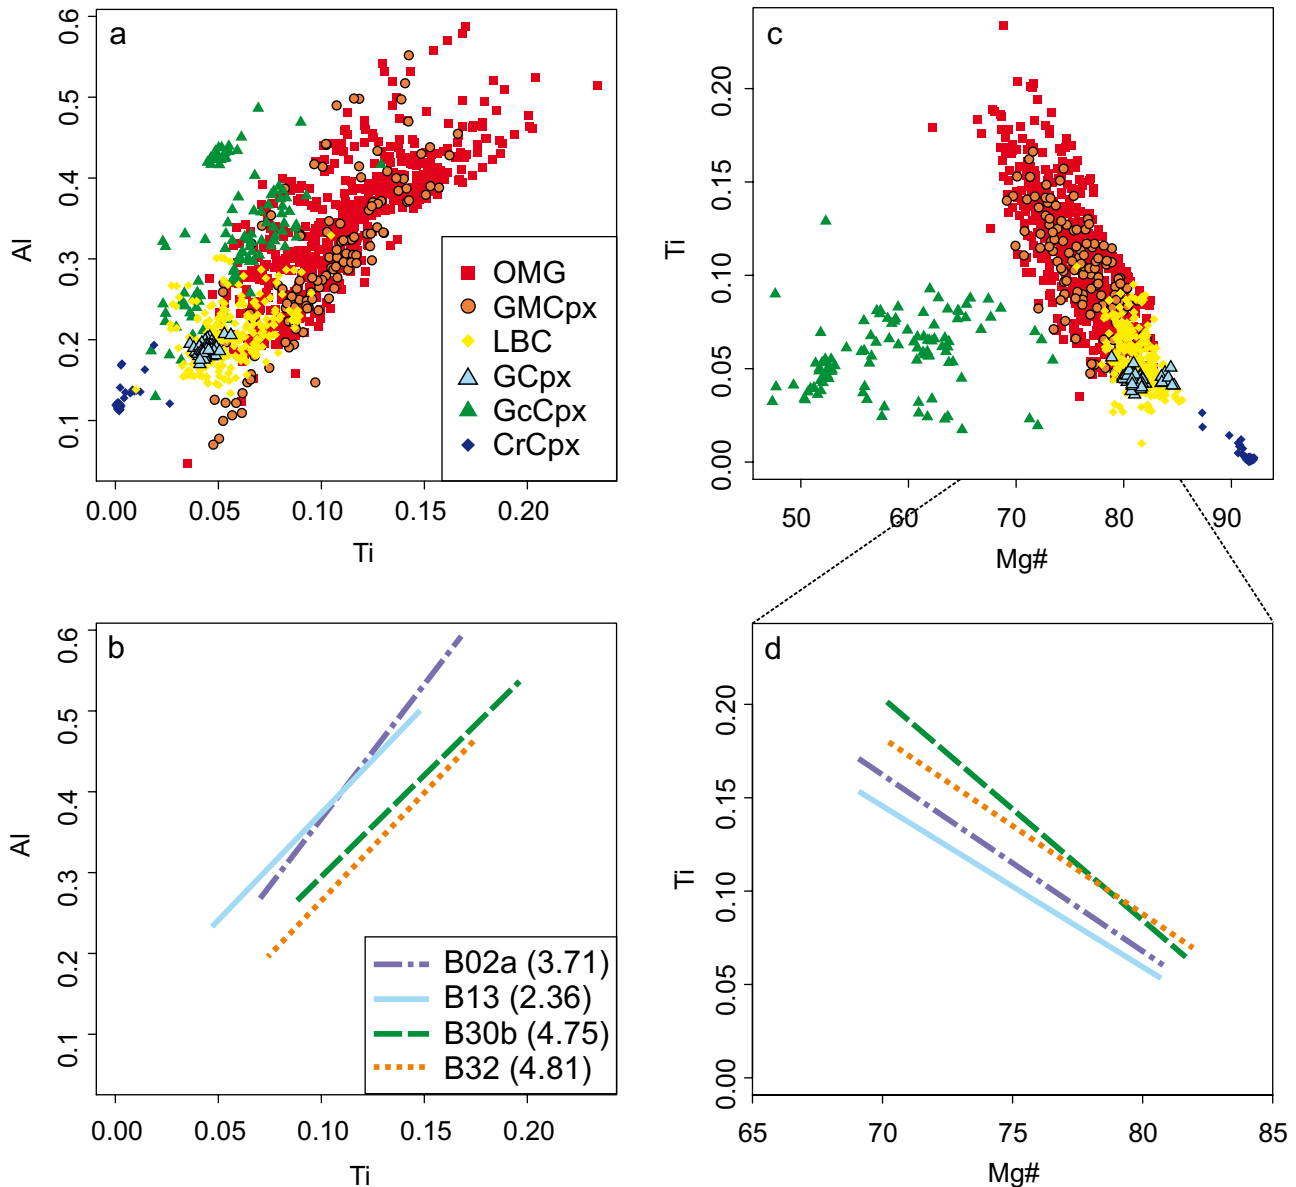 a
0.1
0.2
0.3
0.4
0.5
0.6
Al
0.00
0.05
0.10
0.15
0.20
Ti
OMG
GMCpx
LBC
GCpx
GcCpx
CrCpx
c
0.00
0.05
0.10
0.15
0.20
Ti
50
60
70
80
90
Mg#
b
0.1
0.2
0.3
0.4
0.5
0.6
Al
0.00
0.05
0.10
0.15
0.20
Ti
B02a (3.71)
B13 (2.36)
B30b (4.75)
B32 (4.81)
d
0.00
0.05
0.10
0.15
0.20
Ti
65
70
75
80
85
Mg#